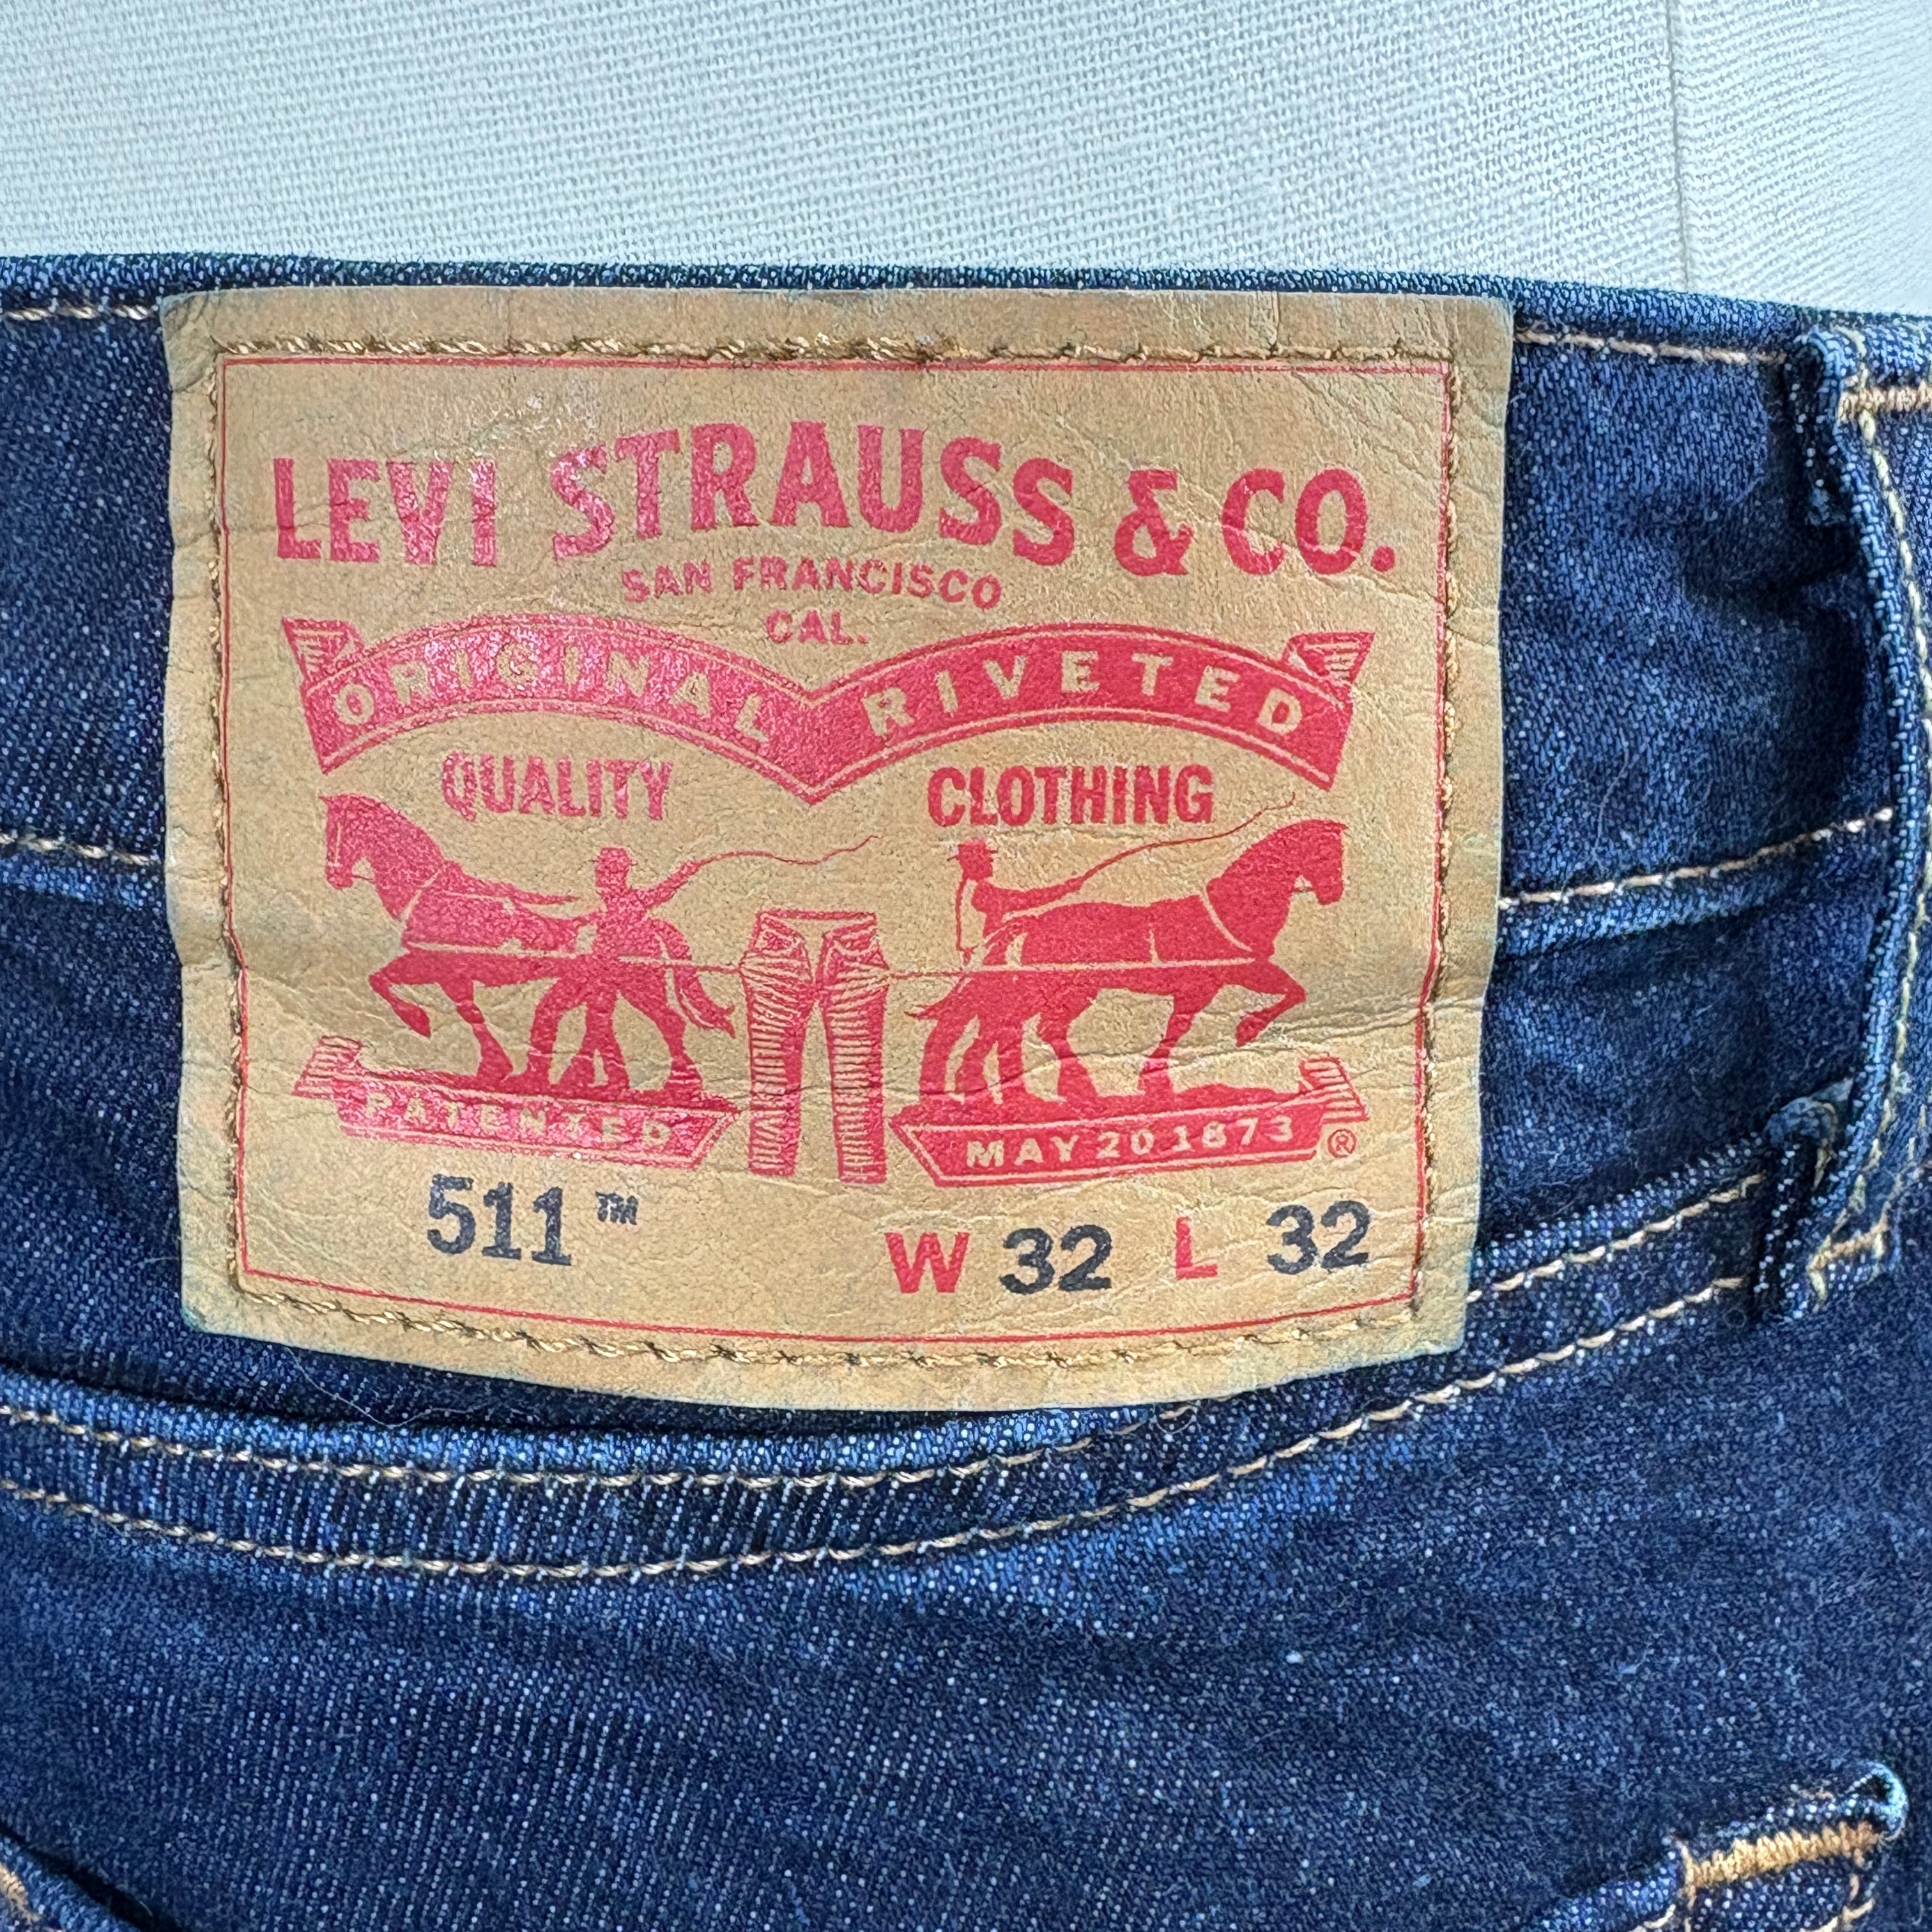 LEVI STRAUSS & CO.
SAN FRANCISCO
CAL.
ORIGINAL RIVETED
QUALITY CLOTHING
PATENTED MAY 20 1873 ®
511™ W 32 L 32